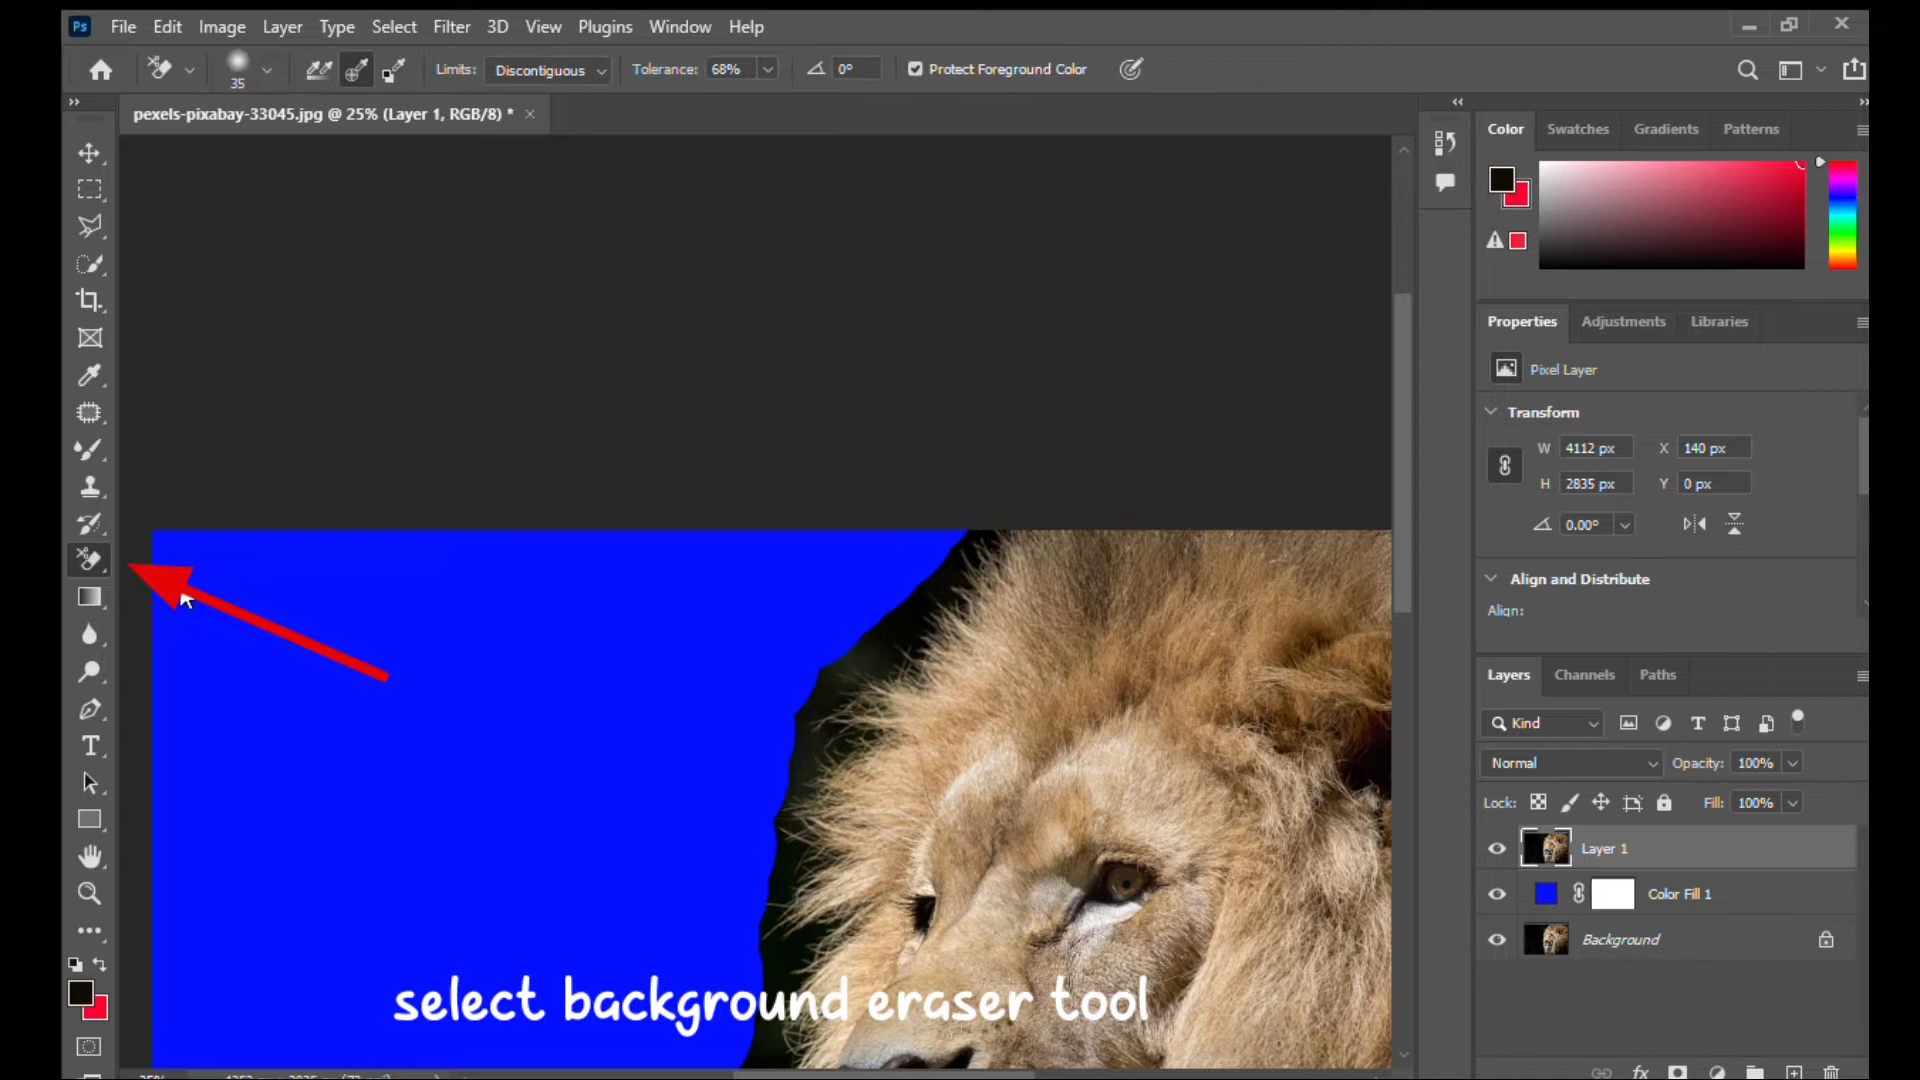 Ps File Edit Image Layer Type Select Filter 3D View Plugins Window Help
35 Limits: Discontiguous Tolerance: 68% 0° Protect Foreground Color
pexels-pixabay-33045.jpg @ 25% (Layer 1, RGB/8) *
Color Swatches Gradients Patterns
Properties Adjustments Libraries
Pixel Layer
Transform
W 4112 px X 140 px
H 2835 px Y 0 px
0.00°
Align and Distribute
Align:
Layers Channels Paths
Kind
Normal Opacity: 100%
Lock: Fill: 100%
Layer 1
Color Fill 1
Background
select background eraser tool